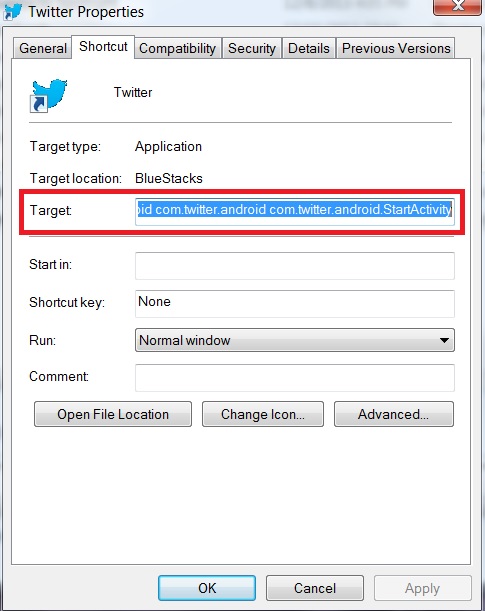 Twitter Properties
General Shortcut Compatibility Security Details Previous Versions
Twitter
Target type: Application
Target location: BlueStacks
Target: oid com.twitter.android com.twitter.android.StartActivity
Start in:
Shortcut key: None
Run: Normal window
Comment:
Open File Location Change Icon... Advanced...
OK Cancel Apply